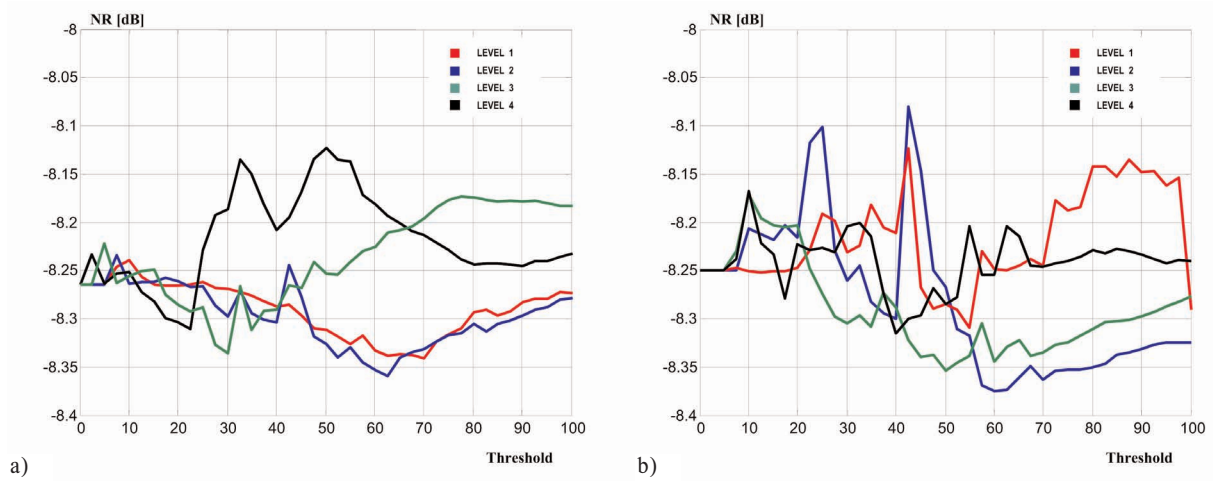 NR [dB]
-8
-8.05
-8.1
-8.15
-8.2
-8.25
-8.3
-8.35
-8.4
LEVEL 1
LEVEL 2
LEVEL 3
LEVEL 4
0 10 20 30 40 50 60 70 80 90 100
Threshold
a)
NR [dB]
-8
-8.05
-8.1
-8.15
-8.2
-8.25
-8.3
-8.35
-8.4
LEVEL 1
LEVEL 2
LEVEL 3
LEVEL 4
0 10 20 30 40 50 60 70 80 90 100
Threshold
b)